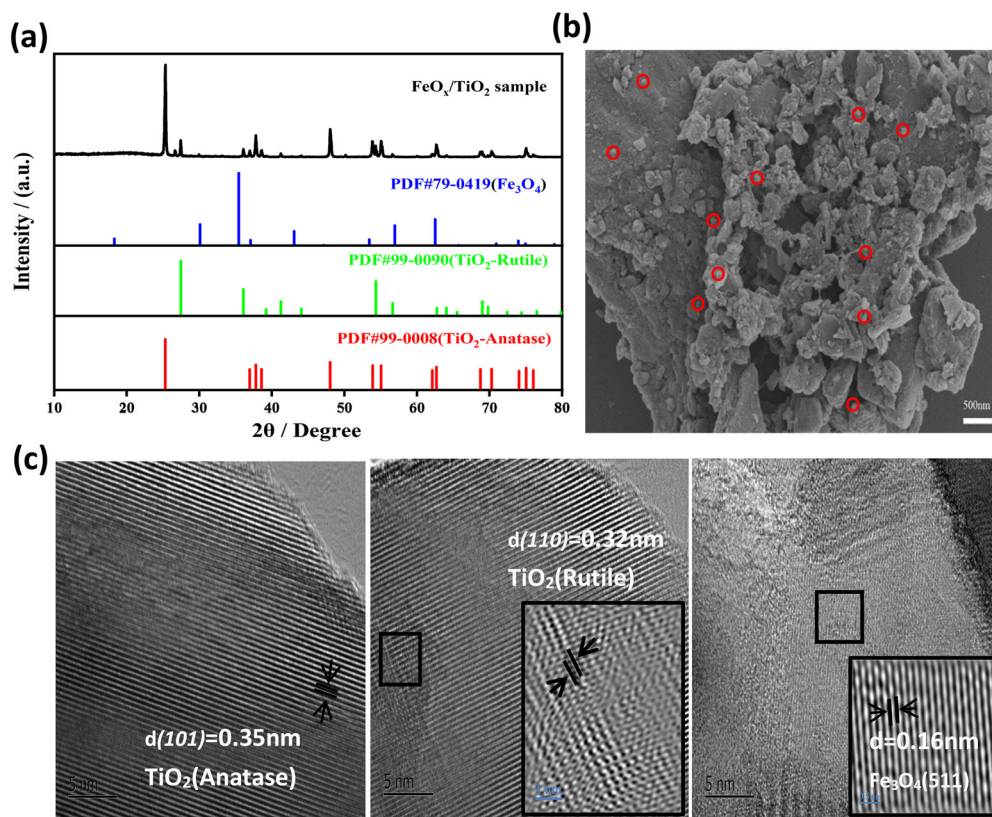 (a)
FeOₓ/TiO₂ sample
PDF#79-0419(Fe₃O₄)
PDF#99-0090(TiO₂-Rutile)
PDF#99-0008(TiO₂-Anatase)
Intensity / (a.u.)
10 20 30 40 50 60 70 80
2θ / Degree
(b)
500nm
(c)
d(101)=0.35nm
TiO₂(Anatase)
5 nm
d(110)=0.32nm
TiO₂(Rutile)
5 nm
d=0.16nm
Fe₃O₄(511)
5 nm